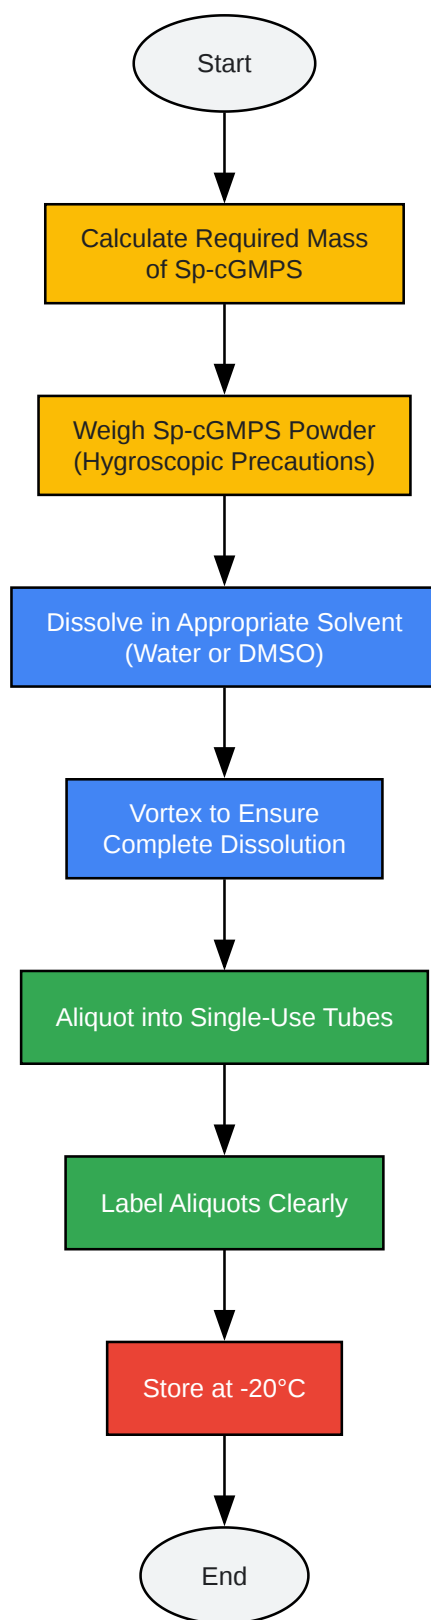 Start
Calculate Required Mass
of Sp-cGMPS
Weigh Sp-cGMPS Powder
(Hygroscopic Precautions)
Dissolve in Appropriate Solvent
(Water or DMSO)
Vortex to Ensure
Complete Dissolution
Aliquot into Single-Use Tubes
Label Aliquots Clearly
Store at -20°C
End